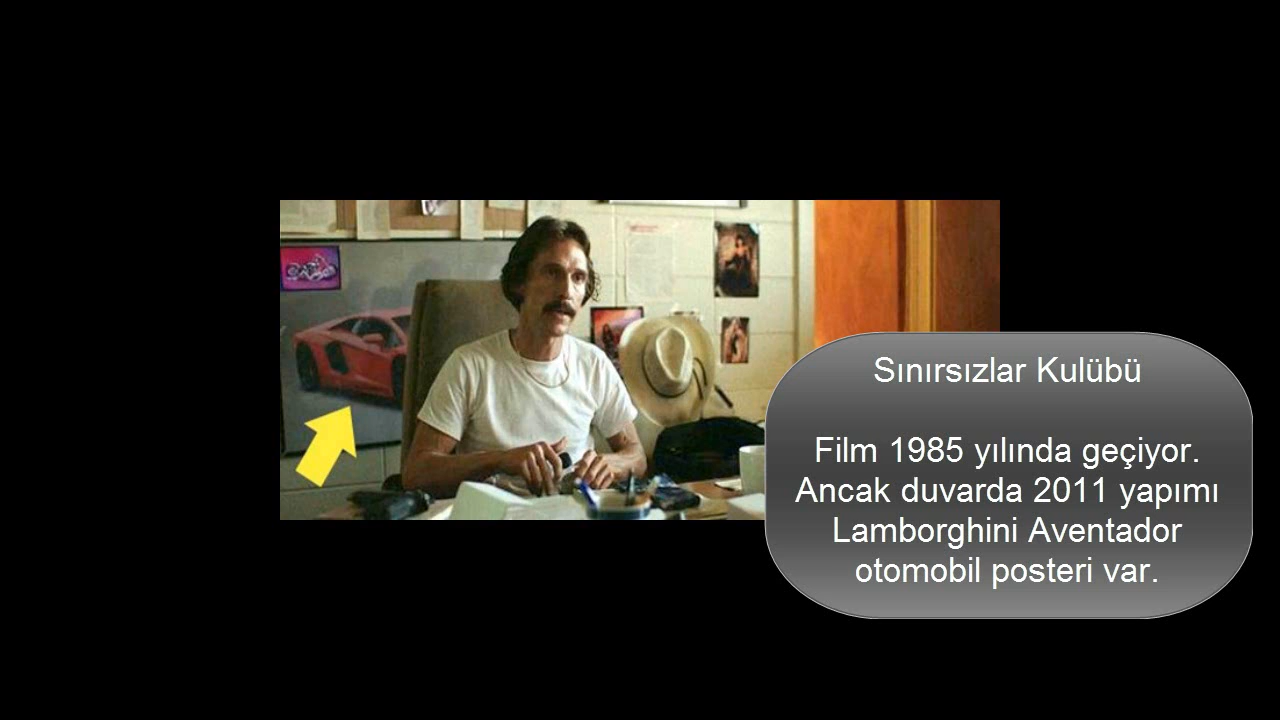 Sınırsızlar Kulübü
Film 1985 yılında geçiyor.
Ancak duvarda 2011 yapımı
Lamborghini Aventador
otomobil posteri var.